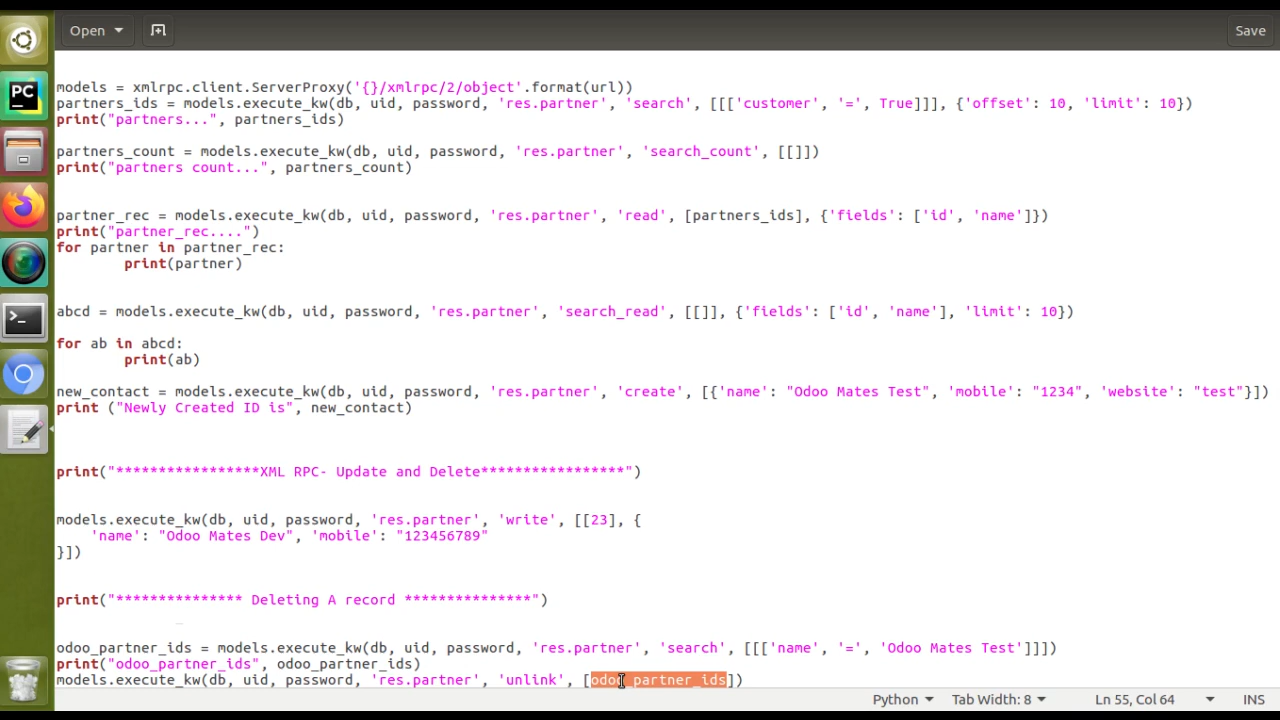 Open
Save
models = xmlrpc.client.ServerProxy('{}/xmlrpc/2/object'.format(url))
partners_ids = models.execute_kw(db, uid, password, 'res.partner', 'search', [[['customer', '=', True]]], {'offset': 10, 'limit': 10})
print("partners...", partners_ids)
partners_count = models.execute_kw(db, uid, password, 'res.partner', 'search_count', [[]])
print("partners count...", partners_count)
partner_rec = models.execute_kw(db, uid, password, 'res.partner', 'read', [partners_ids], {'fields': ['id', 'name']})
print("partner_rec....")
for partner in partner_rec:
print(partner)
abcd = models.execute_kw(db, uid, password, 'res.partner', 'search_read', [[]], {'fields': ['id', 'name'], 'limit': 10})
for ab in abcd:
print(ab)
new_contact = models.execute_kw(db, uid, password, 'res.partner', 'create', [{'name': "Odoo Mates Test", 'mobile': "1234", 'website': "test"}])
print ("Newly Created ID is", new_contact)
print("*****************XML RPC- Update and Delete*****************")
models.execute_kw(db, uid, password, 'res.partner', 'write', [[23], {
'name': "Odoo Mates Dev", 'mobile': "123456789"
}])
print("*************** Deleting A record ***************")
odoo_partner_ids = models.execute_kw(db, uid, password, 'res.partner', 'search', [[['name', '=', 'Odoo Mates Test']]])
print("odoo_partner_ids", odoo_partner_ids)
models.execute_kw(db, uid, password, 'res.partner', 'unlink', [odoo_partner_ids])
Python Tab Width: 8 Ln 55, Col 64 INS
PC